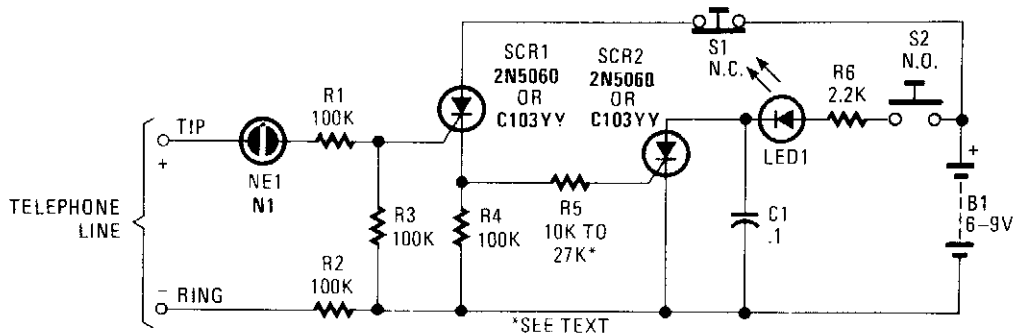 SCR1
2N5060
OR
C103YY
SCR2
2N5060
OR
C103YY
S1
N.C.
S2
N.O.
R6
2.2K
R1
100K
TIP
+
NE1
N1
LED1
TELEPHONE
LINE
R3
100K
R4
100K
R5
10K TO
27K*
C1
.1
+
B1
6-9V
R2
100K
−
RING
*SEE TEXT